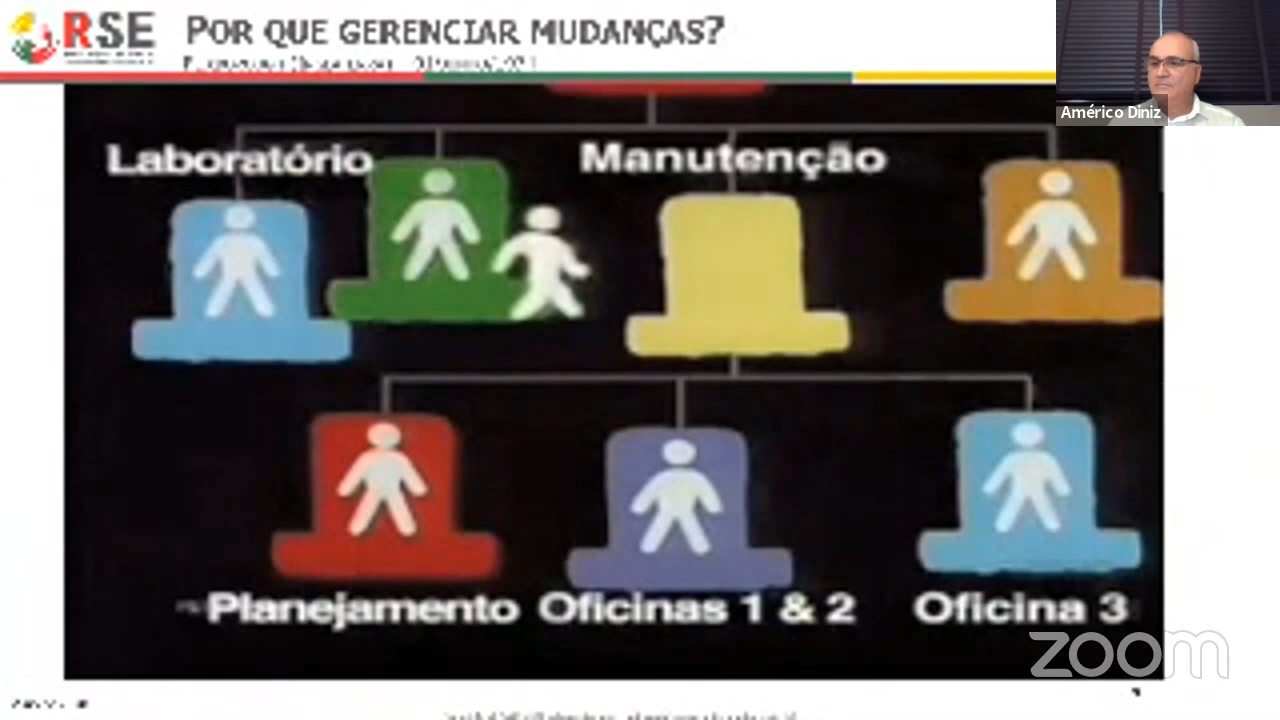 RSE
POR QUE GERENCIAR MUDANÇAS?
Américo Diniz
Laboratório
Manutenção
Planejamento
Oficinas 1 & 2
Oficina 3
zoom